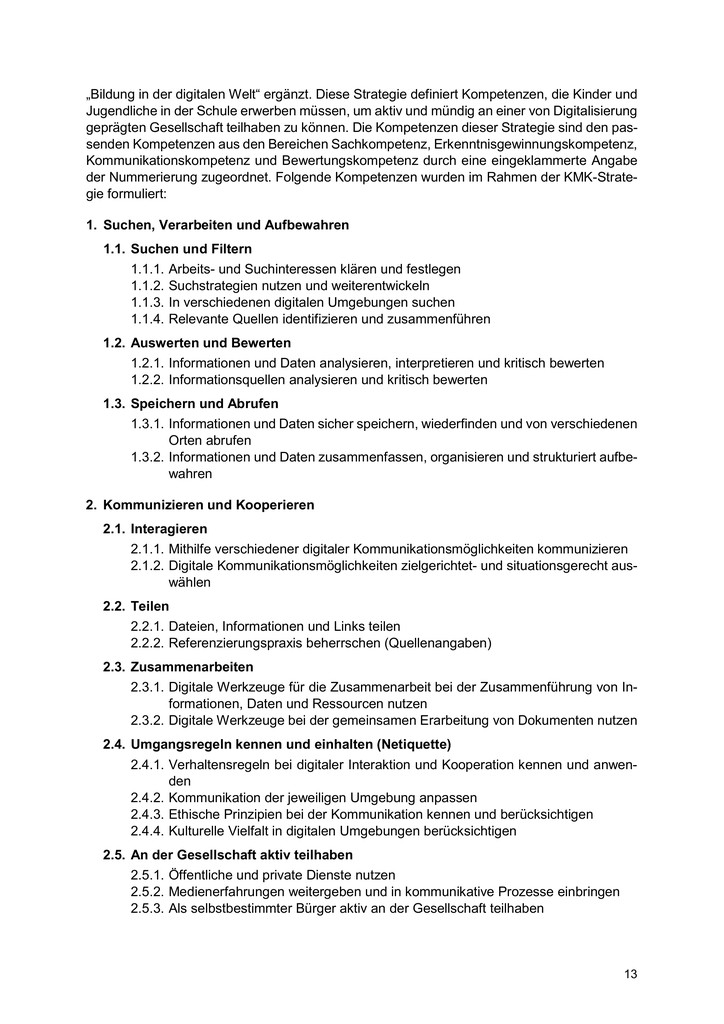 „Bildung in der digitalen Welt“ ergänzt. Diese Strategie definiert Kompetenzen, die Kinder und
Jugendliche in der Schule erwerben müssen, um aktiv und mündig an einer von Digitalisierung
geprägten Gesellschaft teilhaben zu können. Die Kompetenzen dieser Strategie sind den pas-
senden Kompetenzen aus den Bereichen Sachkompetenz, Erkenntnisgewinnungskompetenz,
Kommunikationskompetenz und Bewertungskompetenz durch eine eingeklammerte Angabe
der Nummerierung zugeordnet. Folgende Kompetenzen wurden im Rahmen der KMK-Strate-
gie formuliert:
1. Suchen, Verarbeiten und Aufbewahren
1.1. Suchen und Filtern
1.1.1. Arbeits- und Suchinteressen klären und festlegen
1.1.2. Suchstrategien nutzen und weiterentwickeln
1.1.3. In verschiedenen digitalen Umgebungen suchen
1.1.4. Relevante Quellen identifizieren und zusammenführen
1.2. Auswerten und Bewerten
1.2.1. Informationen und Daten analysieren, interpretieren und kritisch bewerten
1.2.2. Informationsquellen analysieren und kritisch bewerten
1.3. Speichern und Abrufen
1.3.1. Informationen und Daten sicher speichern, wiederfinden und von verschiedenen
Orten abrufen
1.3.2. Informationen und Daten zusammenfassen, organisieren und strukturiert aufbe-
wahren
2. Kommunizieren und Kooperieren
2.1. Interagieren
2.1.1. Mithilfe verschiedener digitaler Kommunikationsmöglichkeiten kommunizieren
2.1.2. Digitale Kommunikationsmöglichkeiten zielgerichtet- und situationsgerecht aus-
wählen
2.2. Teilen
2.2.1. Dateien, Informationen und Links teilen
2.2.2. Referenzierungspraxis beherrschen (Quellenangaben)
2.3. Zusammenarbeiten
2.3.1. Digitale Werkzeuge für die Zusammenarbeit bei der Zusammenführung von In-
formationen, Daten und Ressourcen nutzen
2.3.2. Digitale Werkzeuge bei der gemeinsamen Erarbeitung von Dokumenten nutzen
2.4. Umgangsregeln kennen und einhalten (Netiquette)
2.4.1. Verhaltensregeln bei digitaler Interaktion und Kooperation kennen und anwen-
den
2.4.2. Kommunikation der jeweiligen Umgebung anpassen
2.4.3. Ethische Prinzipien bei der Kommunikation kennen und berücksichtigen
2.4.4. Kulturelle Vielfalt in digitalen Umgebungen berücksichtigen
2.5. An der Gesellschaft aktiv teilhaben
2.5.1. Öffentliche und private Dienste nutzen
2.5.2. Medienerfahrungen weitergeben und in kommunikative Prozesse einbringen
2.5.3. Als selbstbestimmter Bürger aktiv an der Gesellschaft teilhaben
13